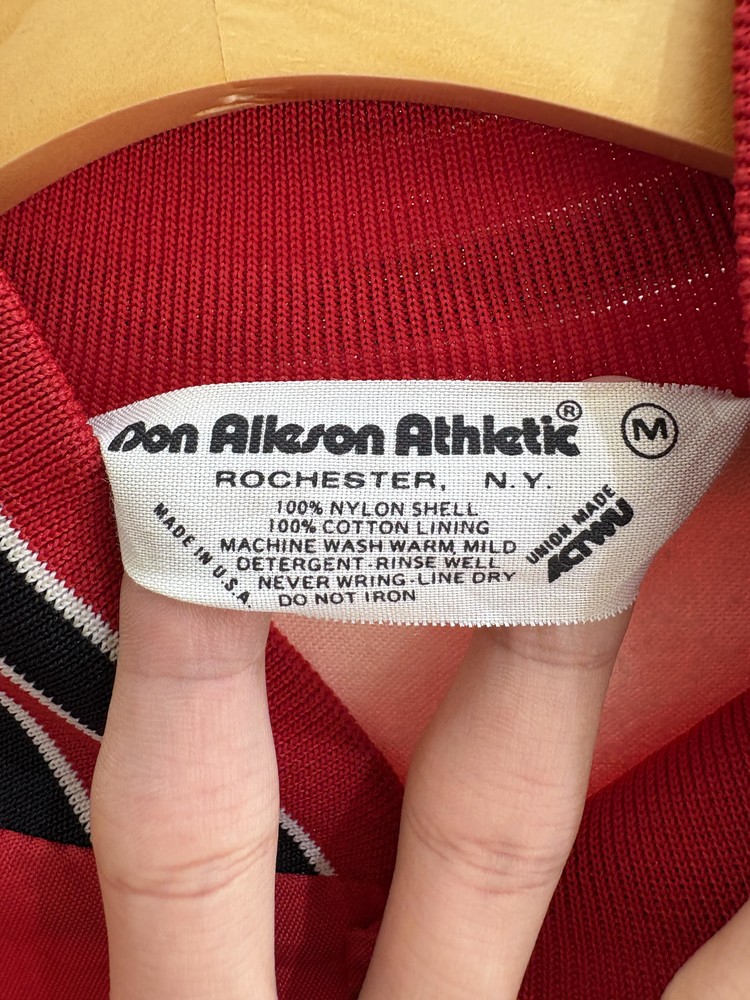 Don Alleson Athletic®
M
ROCHESTER, N.Y.
100% NYLON SHELL
100% COTTON LINING
MACHINE WASH WARM, MILD
DETERGENT-RINSE WELL
NEVER WRING-LINE DRY
DO NOT IRON
MADE IN U.S.A.
UNION MADE
ACTWU